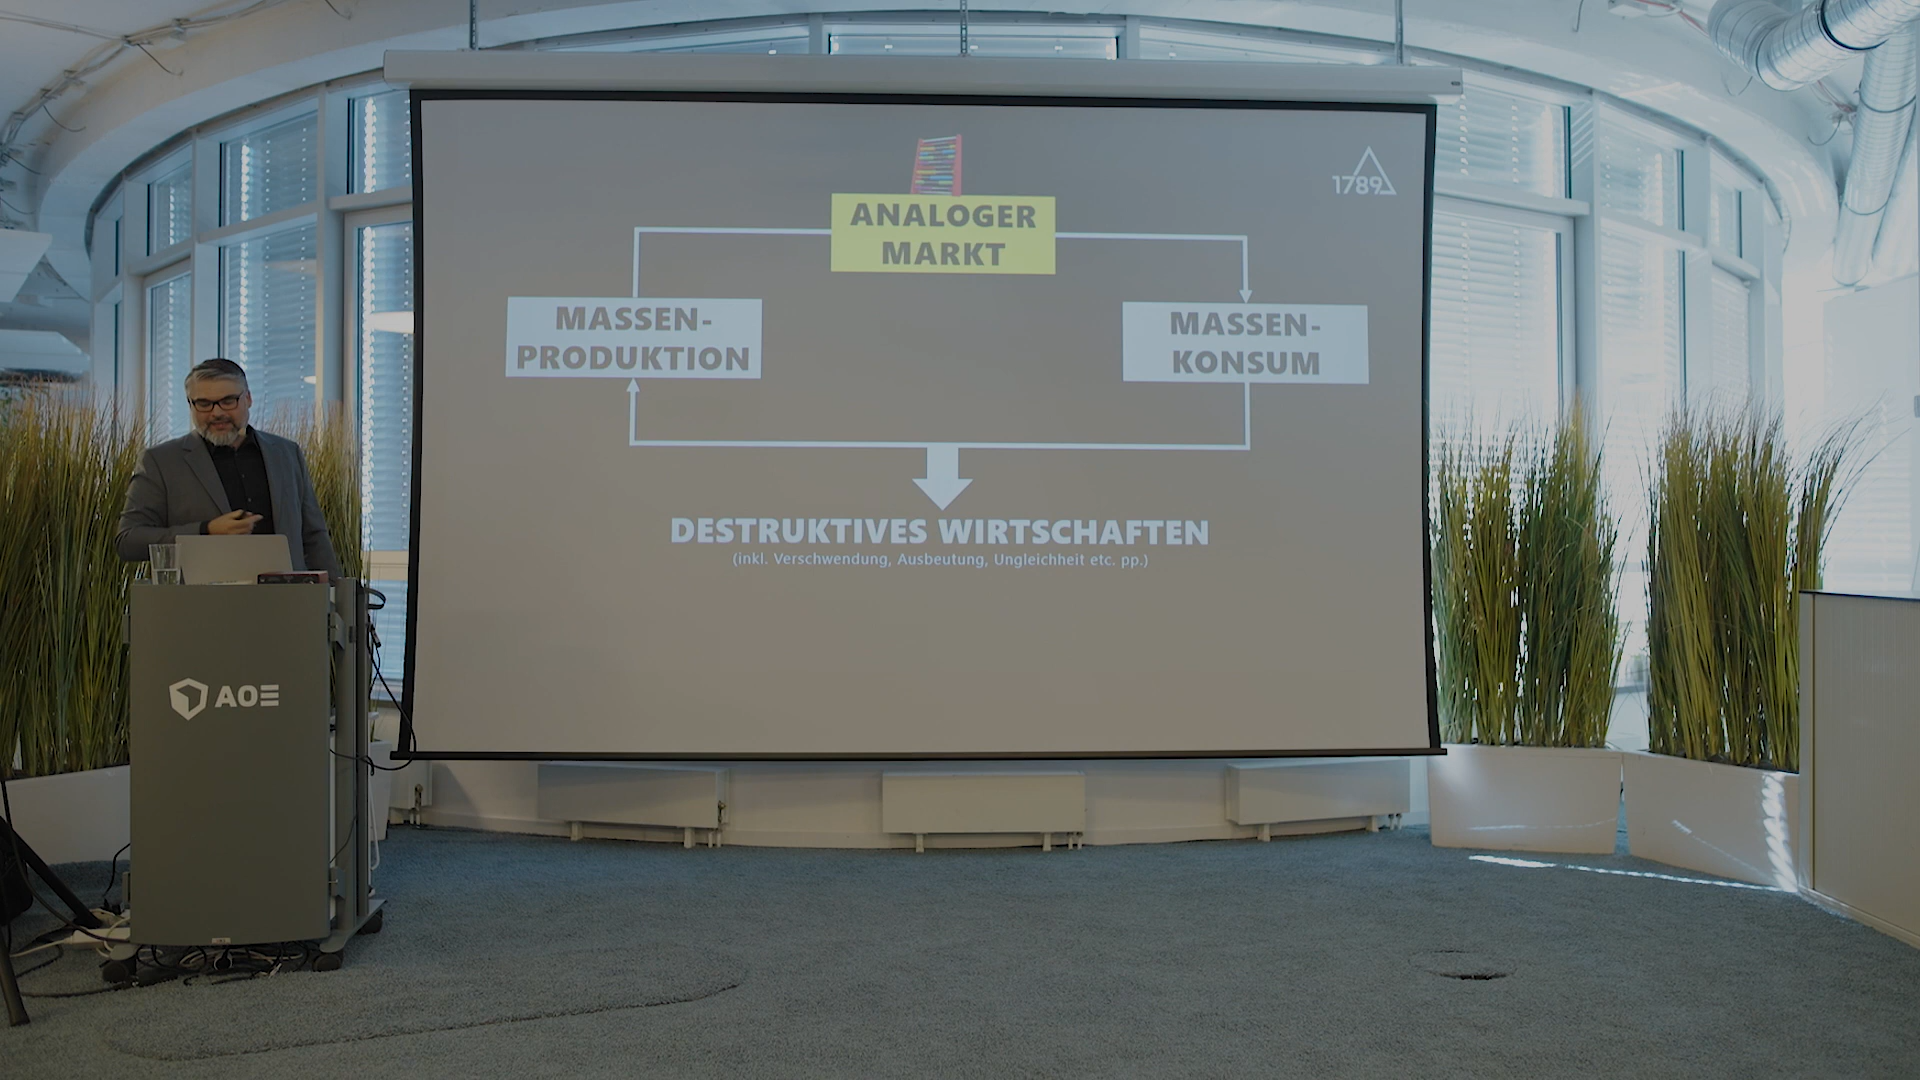 1789
ANALOGER
MARKT
MASSEN-
PRODUKTION
MASSEN-
KONSUM
DESTRUKTIVES WIRTSCHAFTEN
(inkl. Verschwendung, Ausbeutung, Ungleichheit etc. pp.)
AOE